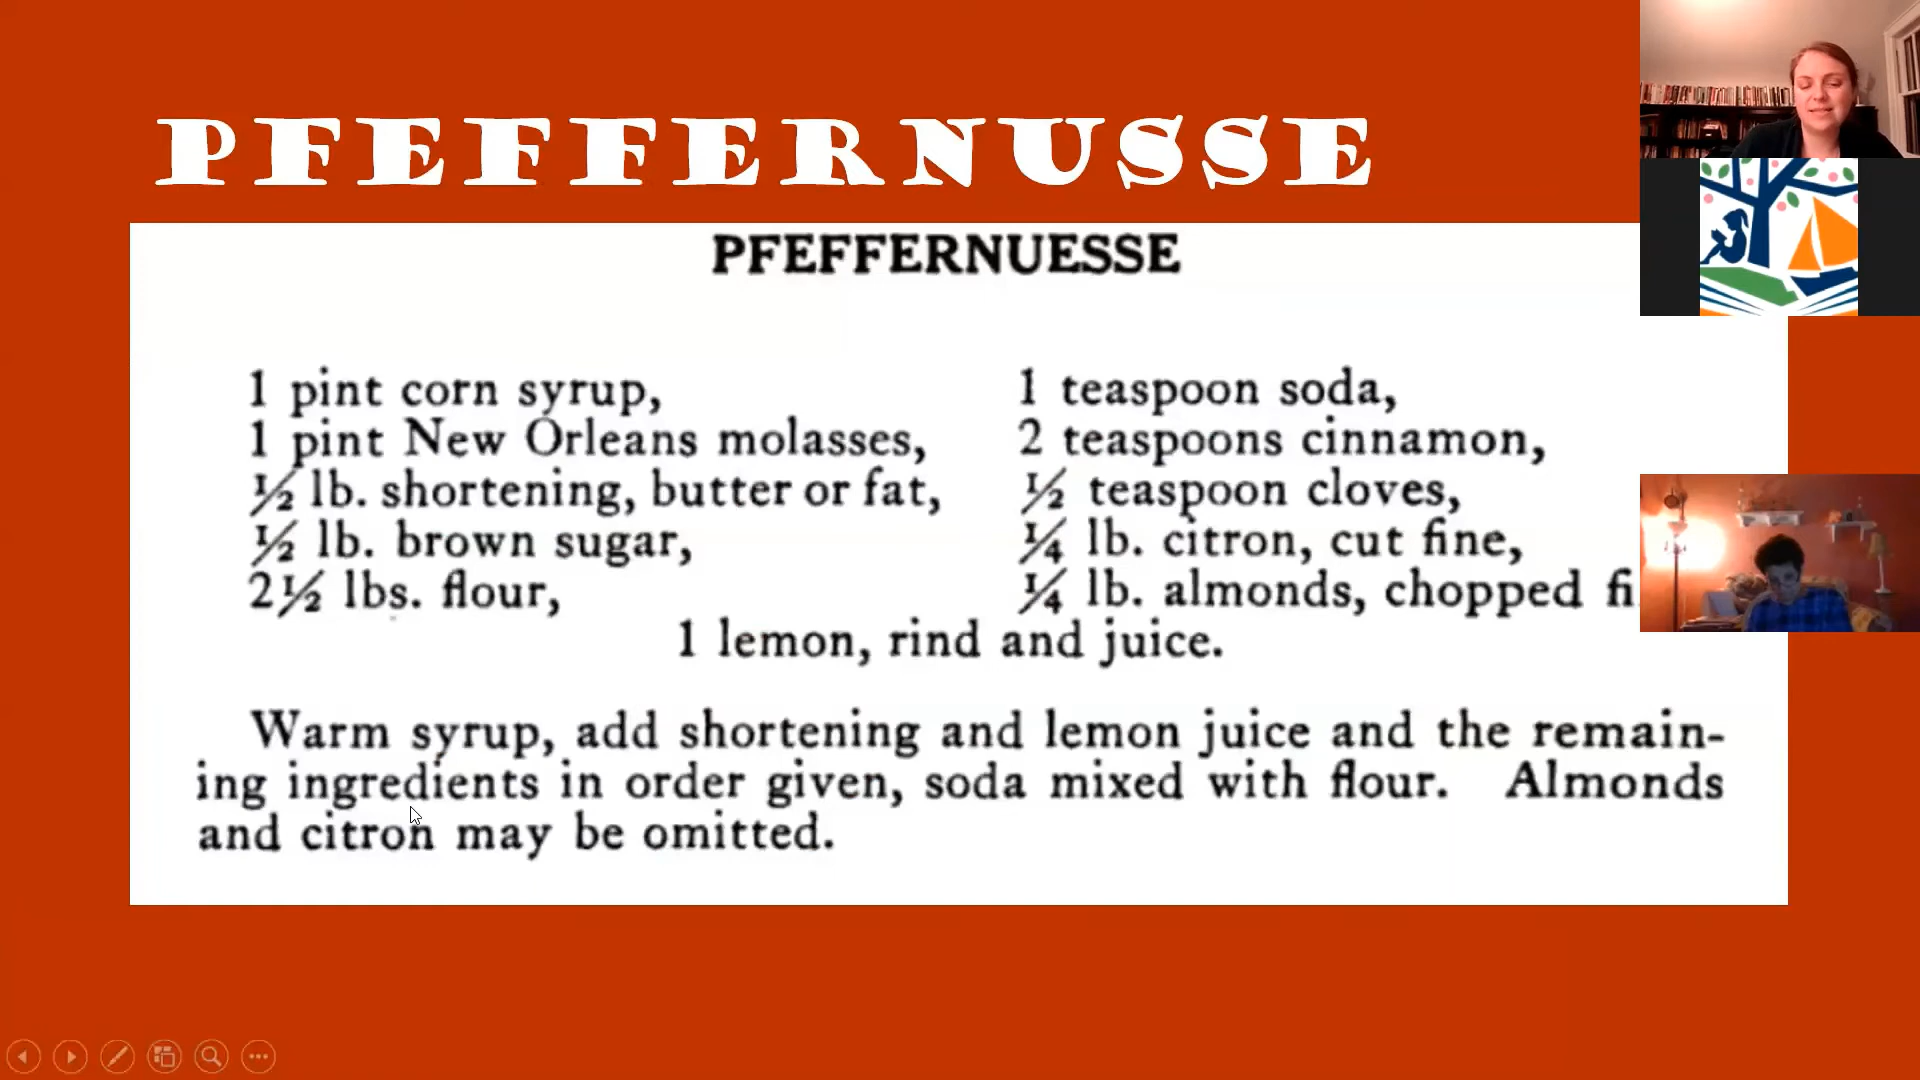 PFEFFERNUSSE
PFEFFERNUESSE
1 pint corn syrup,
1 pint New Orleans molasses,
½ lb. shortening, butter or fat,
½ lb. brown sugar,
2½ lbs. flour,
1 teaspoon soda,
2 teaspoons cinnamon,
½ teaspoon cloves,
¼ lb. citron, cut fine,
¼ lb. almonds, chopped fi
1 lemon, rind and juice.
Warm syrup, add shortening and lemon juice and the remain-
ing ingredients in order given, soda mixed with flour. Almonds
and citron may be omitted.